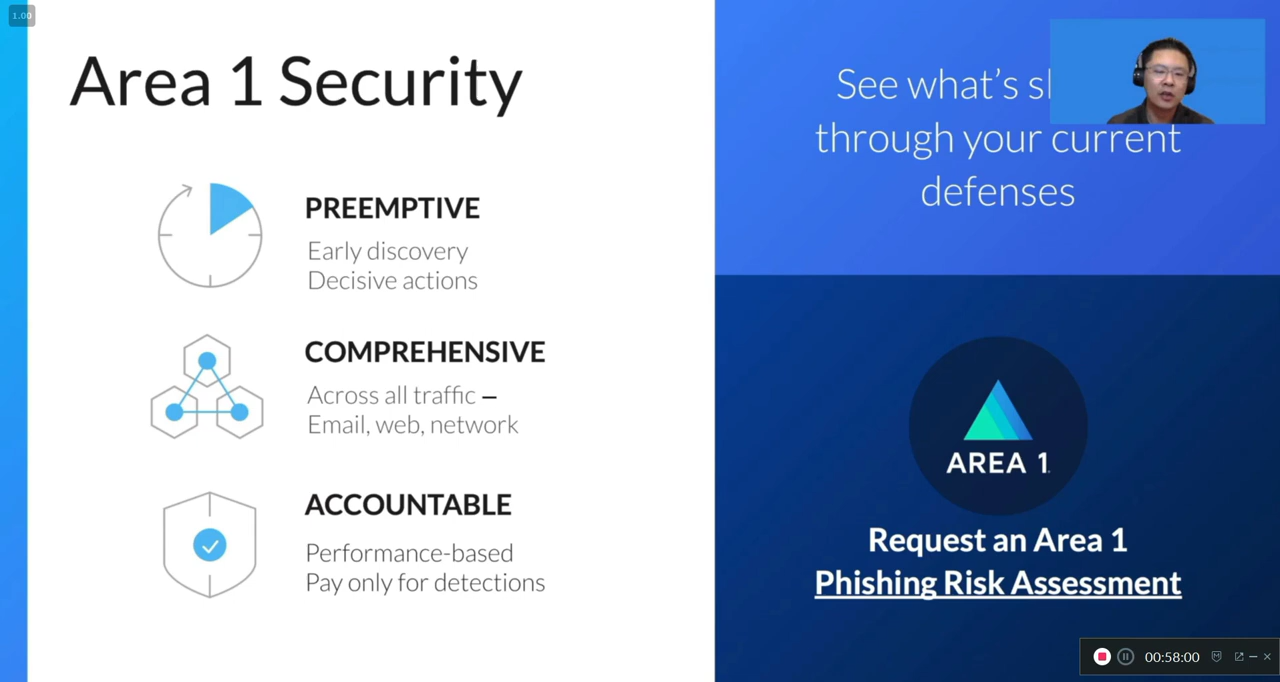 1.00
Area 1 Security
PREEMPTIVE
Early discovery
Decisive actions
COMPREHENSIVE
Across all traffic –
Email, web, network
ACCOUNTABLE
Performance-based
Pay only for detections
See what's
through your current
defenses
AREA 1
Request an Area 1
Phishing Risk Assessment
00:58:00